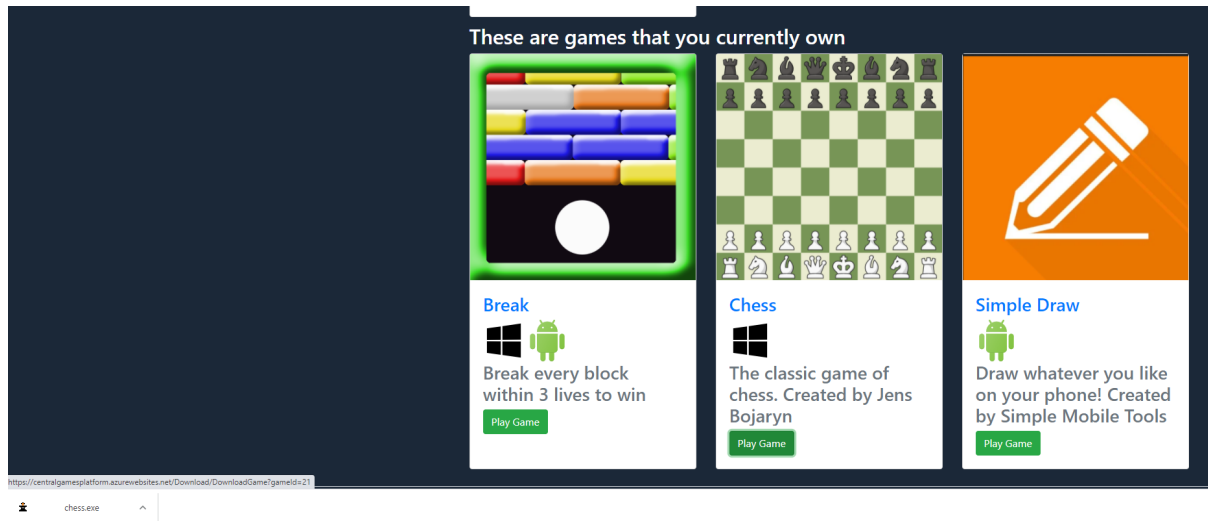 These are games that you currently own
Break
Break every block
within 3 lives to win
Play Game
Chess
The classic game of
chess. Created by Jens
Bojaryn
Play Game
Simple Draw
Draw whatever you like
on your phone! Created
by Simple Mobile Tools
Play Game
https://centralgamesplatform.azurewebsites.net/Download/DownloadGame?gameId=21
chess.exe